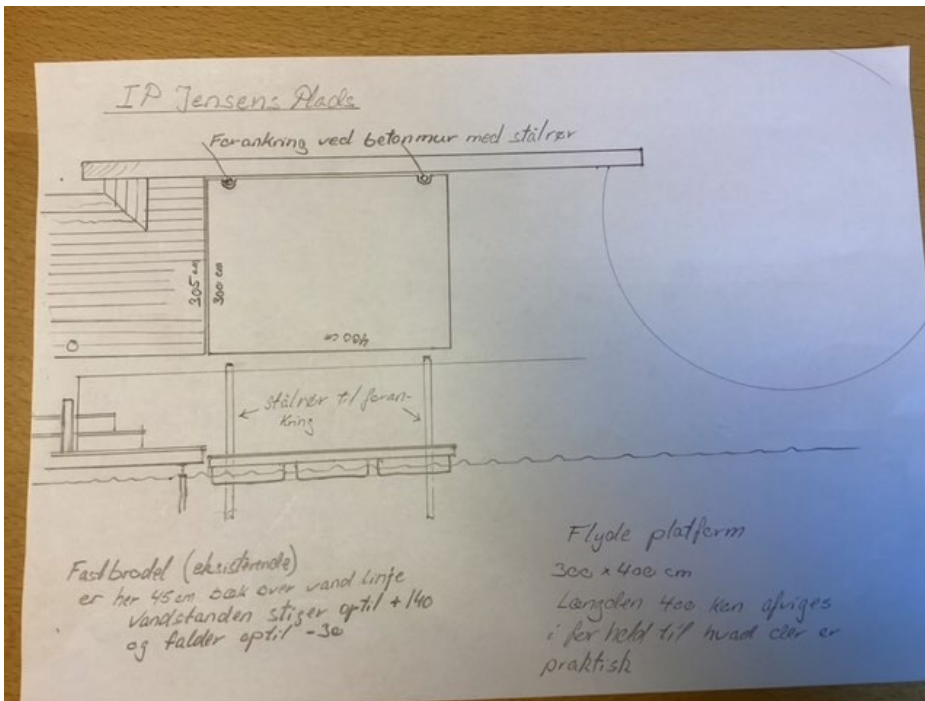 IP Jensens Plads
Forankring ved betonmur med stålrør
305 cm
300 cm
400 cm
stålrør til foran-
kring
Fastbrodel (eksisterende)
er her 45 cm over vand linje
Vandstanden stiger optil +140
og falder optil -30
Flyde platform
300 x 400 cm
Længden 400 kan afviges
i forhold til hvad der er
praktisk